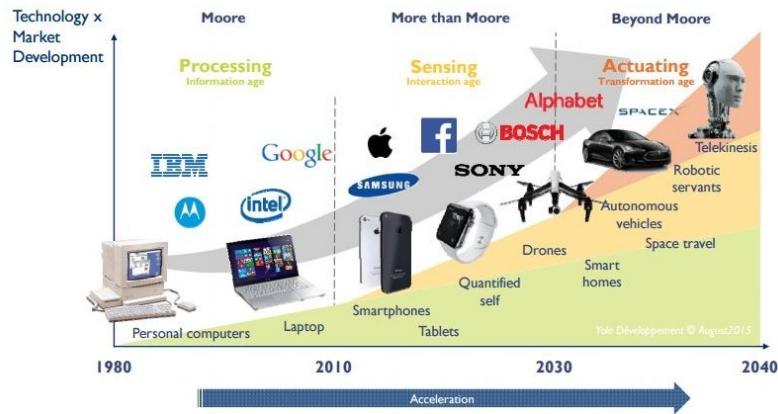 Technology x
Market
Development
Moore
More than Moore
Beyond Moore
Processing
Information age
Sensing
Interaction age
Actuating
Transformation age
IBM
Google
intel
SAMSUNG
Alphabet
BOSCH
SONY
SPACEX
Telekinesis
Robotic
servants
Autonomous
vehicles
Space travel
Drones
Smart
homes
Quantified
self
Smartphones
Tablets
Laptop
Personal computers
Yole Développement © August2015
1980
2010
2030
2040
Acceleration